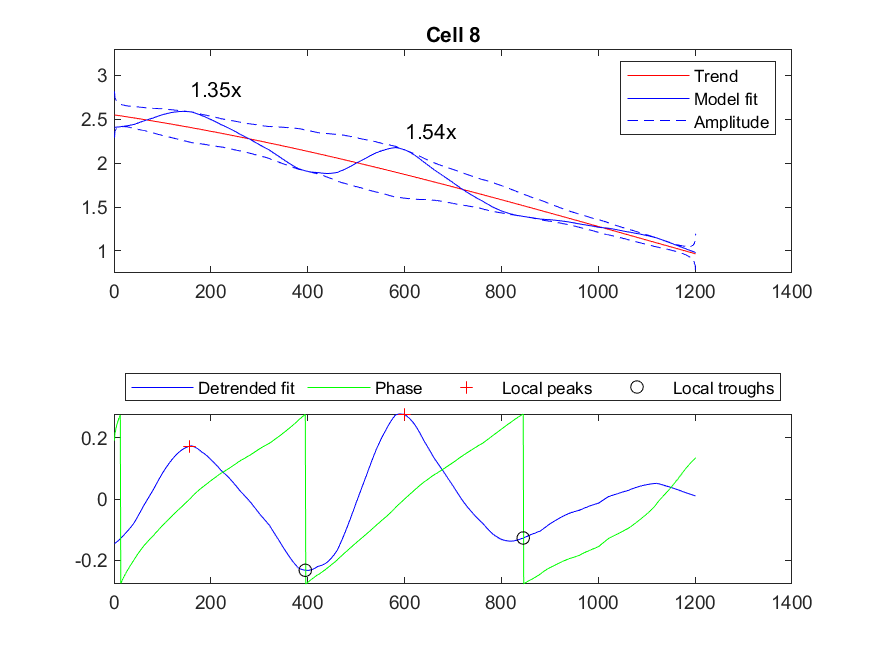 Cell 8
3
2.5
2
1.5
1
1.35x
1.54x
Trend
Model fit
Amplitude
0 200 400 600 800 1000 1200 1400
Detrended fit Phase Local peaks Local troughs
0.2
0
-0.2
0 200 400 600 800 1000 1200 1400